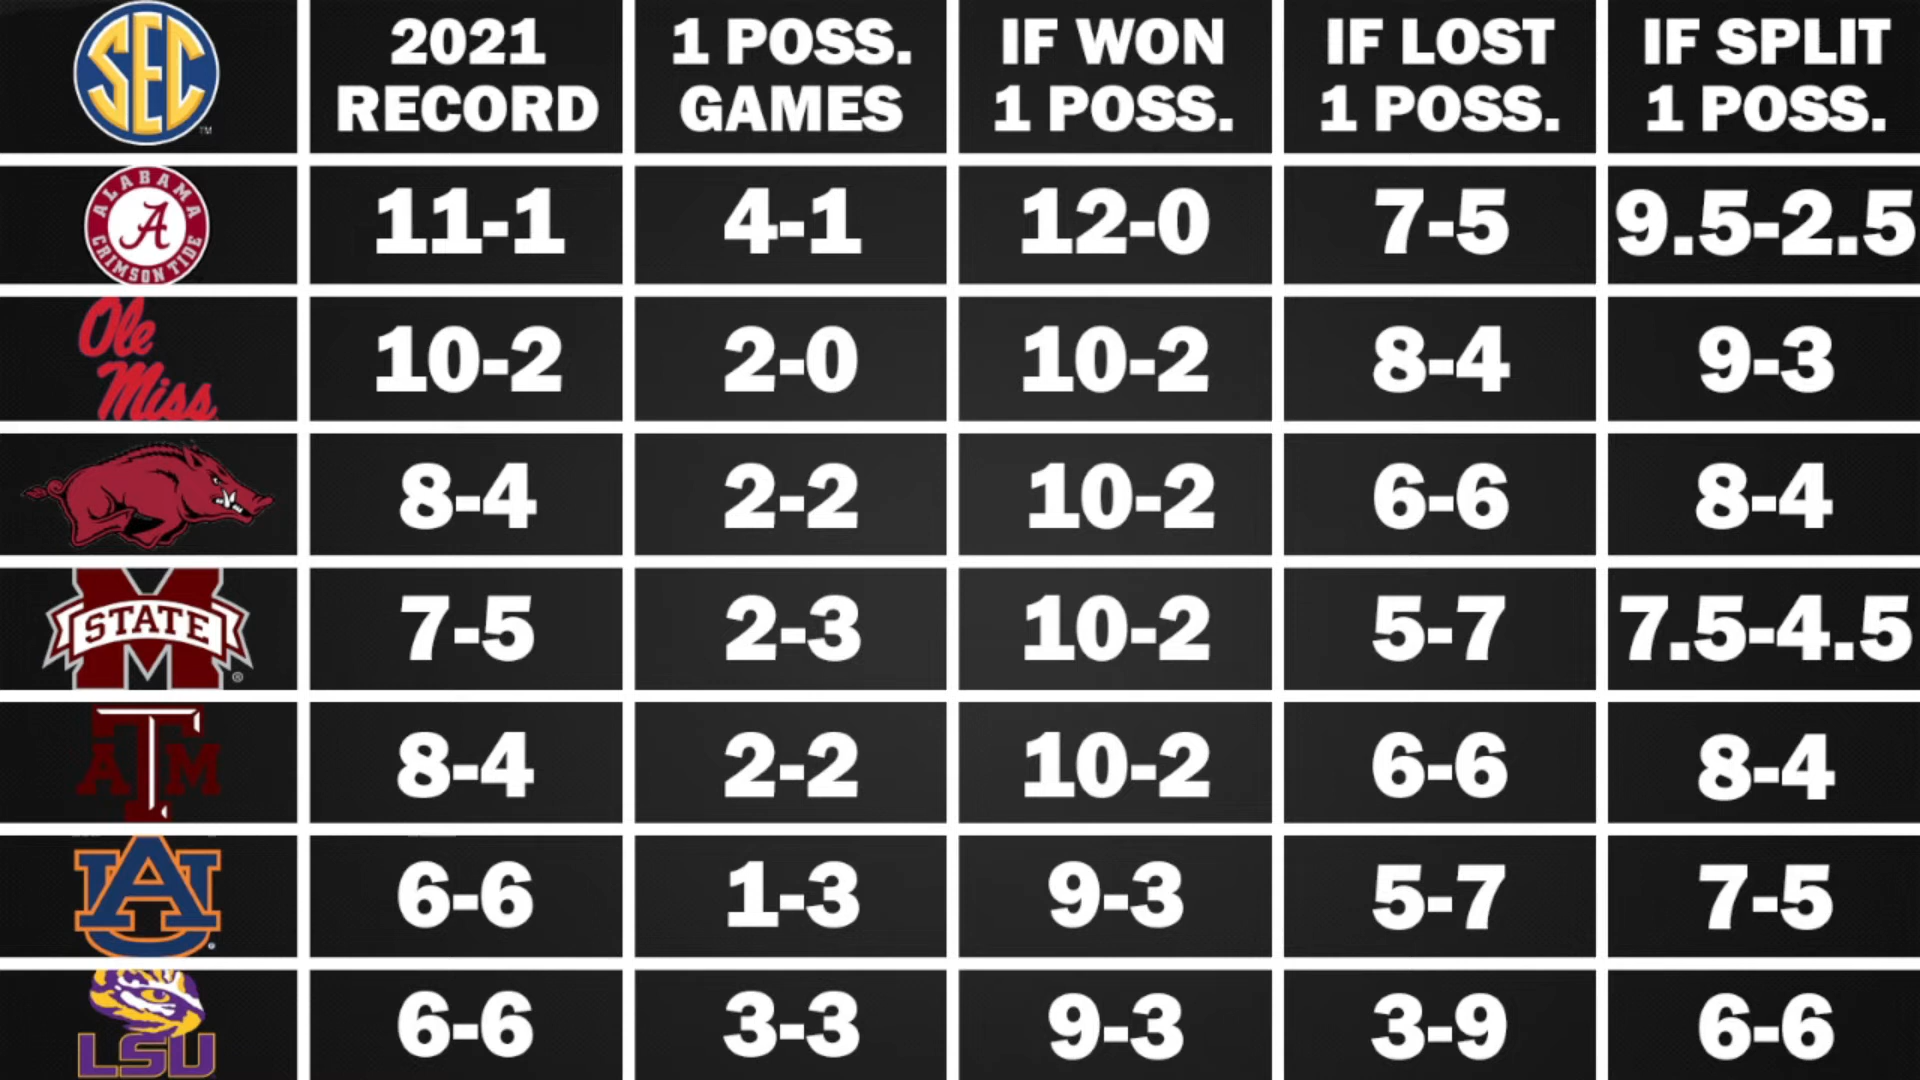 SEC
TM
2021
RECORD
1 POSS.
GAMES
IF WON
1 POSS.
IF LOST
1 POSS.
IF SPLIT
1 POSS.
ALABAMA
A
CRIMSON TIDE
11-1
4-1
12-0
7-5
9.5-2.5
Ole
Miss
10-2
2-0
10-2
8-4
9-3
8-4
2-2
10-2
6-6
8-4
M
STATE
®
7-5
2-3
10-2
5-7
7.5-4.5
ATM
8-4
2-2
10-2
6-6
8-4
AU
6-6
1-3
9-3
5-7
7-5
LSU
6-6
3-3
9-3
3-9
6-6